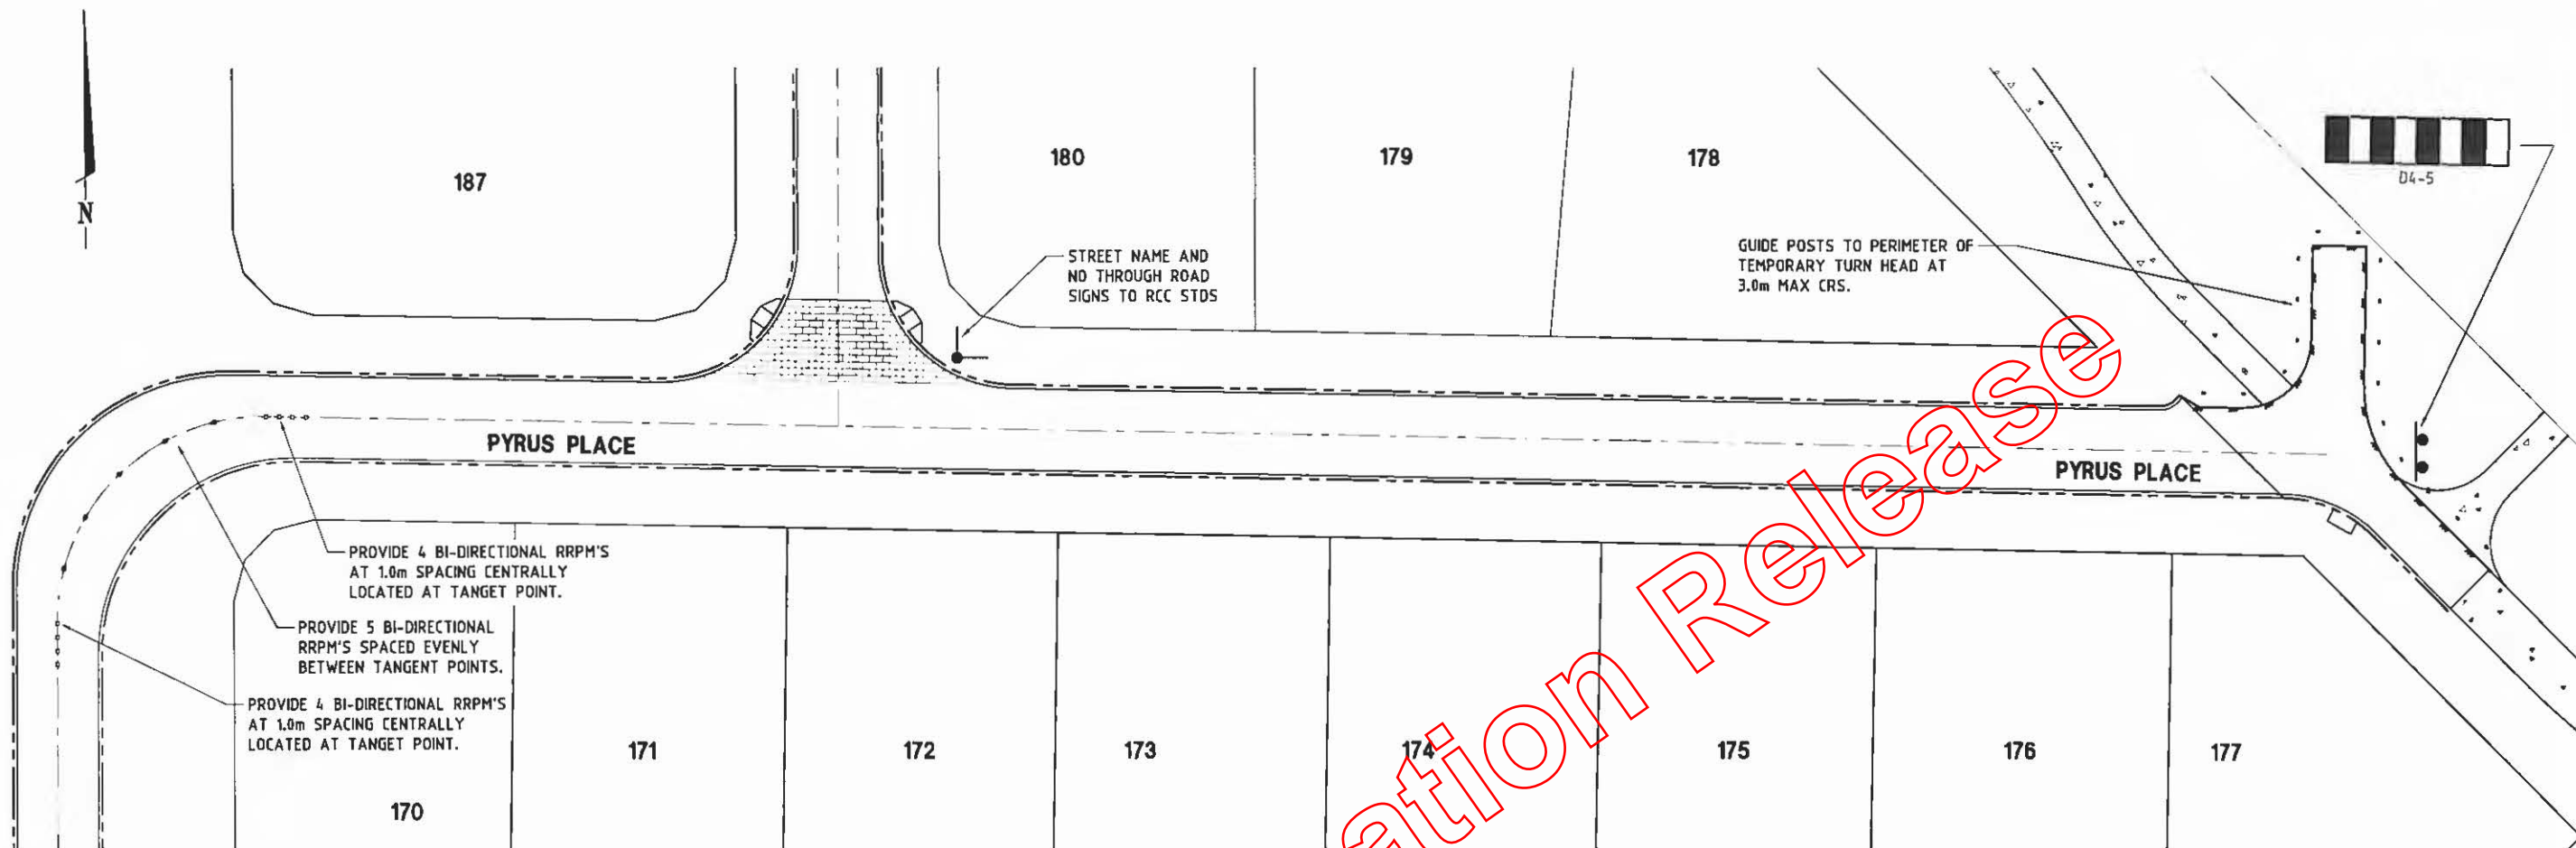 187
180
179
178
D4-5
N
STREET NAME AND
NO THROUGH ROAD
SIGNS TO RCC STDS
GUIDE POSTS TO PERIMETER OF
TEMPORARY TURN HEAD AT
3.0m MAX CRS.
PYRUS PLACE
PYRUS PLACE
PROVIDE 4 BI-DIRECTIONAL RRPM'S
AT 1.0m SPACING CENTRALLY
LOCATED AT TANGET POINT.
PROVIDE 5 BI-DIRECTIONAL
RRPM'S SPACED EVENLY
BETWEEN TANGENT POINTS.
PROVIDE 4 BI-DIRECTIONAL RRPM'S
AT 1.0m SPACING CENTRALLY
LOCATED AT TANGET POINT.
170
171
172
173
174
175
176
177
ation Release